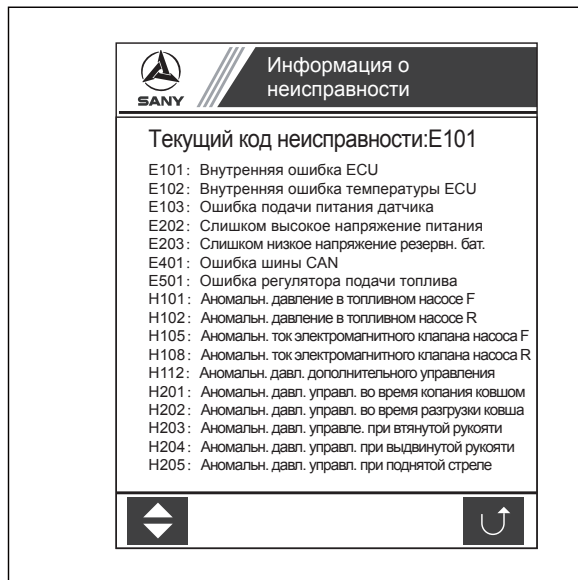 SANY
Информация о
неисправности
Текущий код неисправности:E101
E101: Внутренняя ошибка ECU
E102: Внутренняя ошибка температуры ECU
E103: Ошибка подачи питания датчика
E202: Слишком высокое напряжение питания
E203: Слишком низкое напряжение резервн. бат.
E401: Ошибка шины CAN
E501: Ошибка регулятора подачи топлива
H101: Аномальн. давление в топливном насосе F
H102: Аномальн. давление в топливном насосе R
H105: Аномальн. ток электромагнитного клапана насоса F
H108: Аномальн. ток электромагнитного клапана насоса R
H112: Аномальн. давл. дополнительного управления
H201: Аномальн. давл. управл. во время копания ковшом
H202: Аномальн. давл. управл. во время разгрузки ковша
H203: Аномальн. давл. управле. при втянутой рукояти
H204: Аномальн. давл. управл. при выдвинутой рукояти
H205: Аномальн. давл. управл. при поднятой стреле